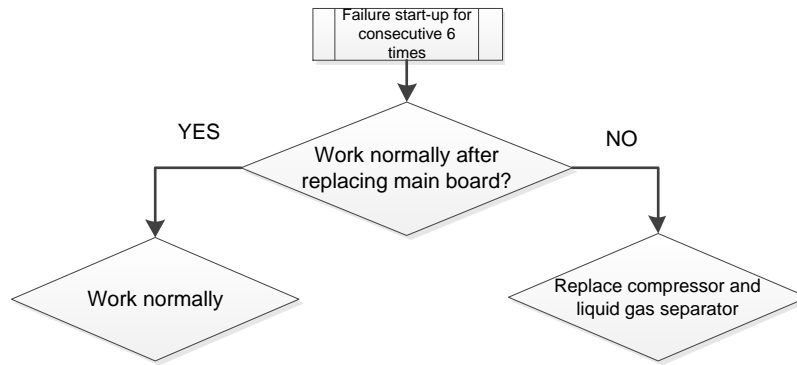 Failure start-up for
consecutive 6
times
YES
NO
Work normally after
replacing main board?
Work normally
Replace compressor and
liquid gas separator